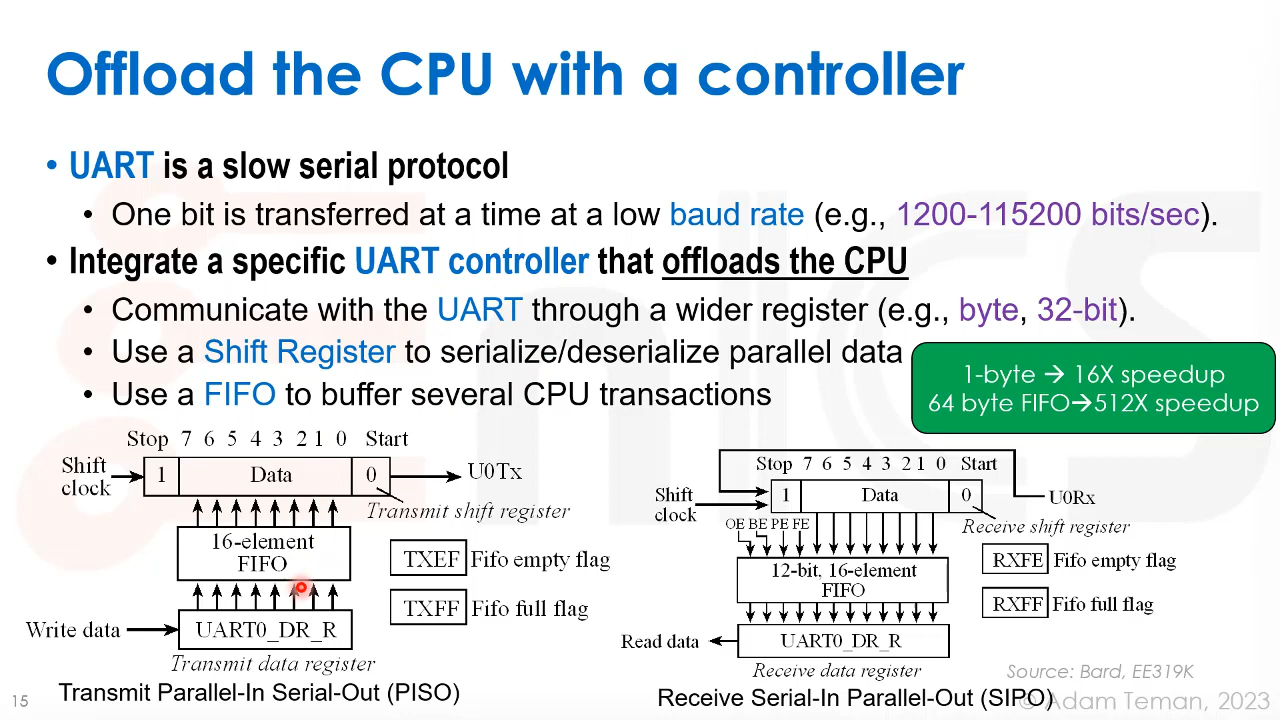 Offload the CPU with a controller
• UART is a slow serial protocol
• One bit is transferred at a time at a low baud rate (e.g., 1200-115200 bits/sec).
• Integrate a specific UART controller that offloads the CPU
• Communicate with the UART through a wider register (e.g., byte, 32-bit).
• Use a Shift Register to serialize/deserialize parallel data
• Use a FIFO to buffer several CPU transactions
1-byte → 16X speedup
64 byte FIFO→512X speedup
Stop 7 6 5 4 3 2 1 0 Start
Shift
clock
1 Data 0
U0Tx
Transmit shift register
16-element
FIFO
TXEF Fifo empty flag
TXFF Fifo full flag
Write data
UART0_DR_R
Transmit data register
Transmit Parallel-In Serial-Out (PISO)
Stop 7 6 5 4 3 2 1 0 Start
Shift
clock
1 Data 0
U0Rx
Receive shift register
OE BE PE FE
12-bit, 16-element
FIFO
RXFE Fifo empty flag
RXFF Fifo full flag
Read data
UART0_DR_R
Receive data register
Receive Serial-In Parallel-Out (SIPO)
Source: Bard, EE319K
© Adam Teman, 2023
15